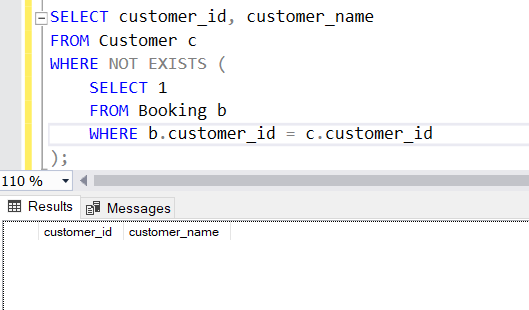 SELECT customer_id, customer_name
FROM Customer c
WHERE NOT EXISTS (
SELECT 1
FROM Booking b
WHERE b.customer_id = c.customer_id
);
110 %
Results Messages
customer_id customer_name